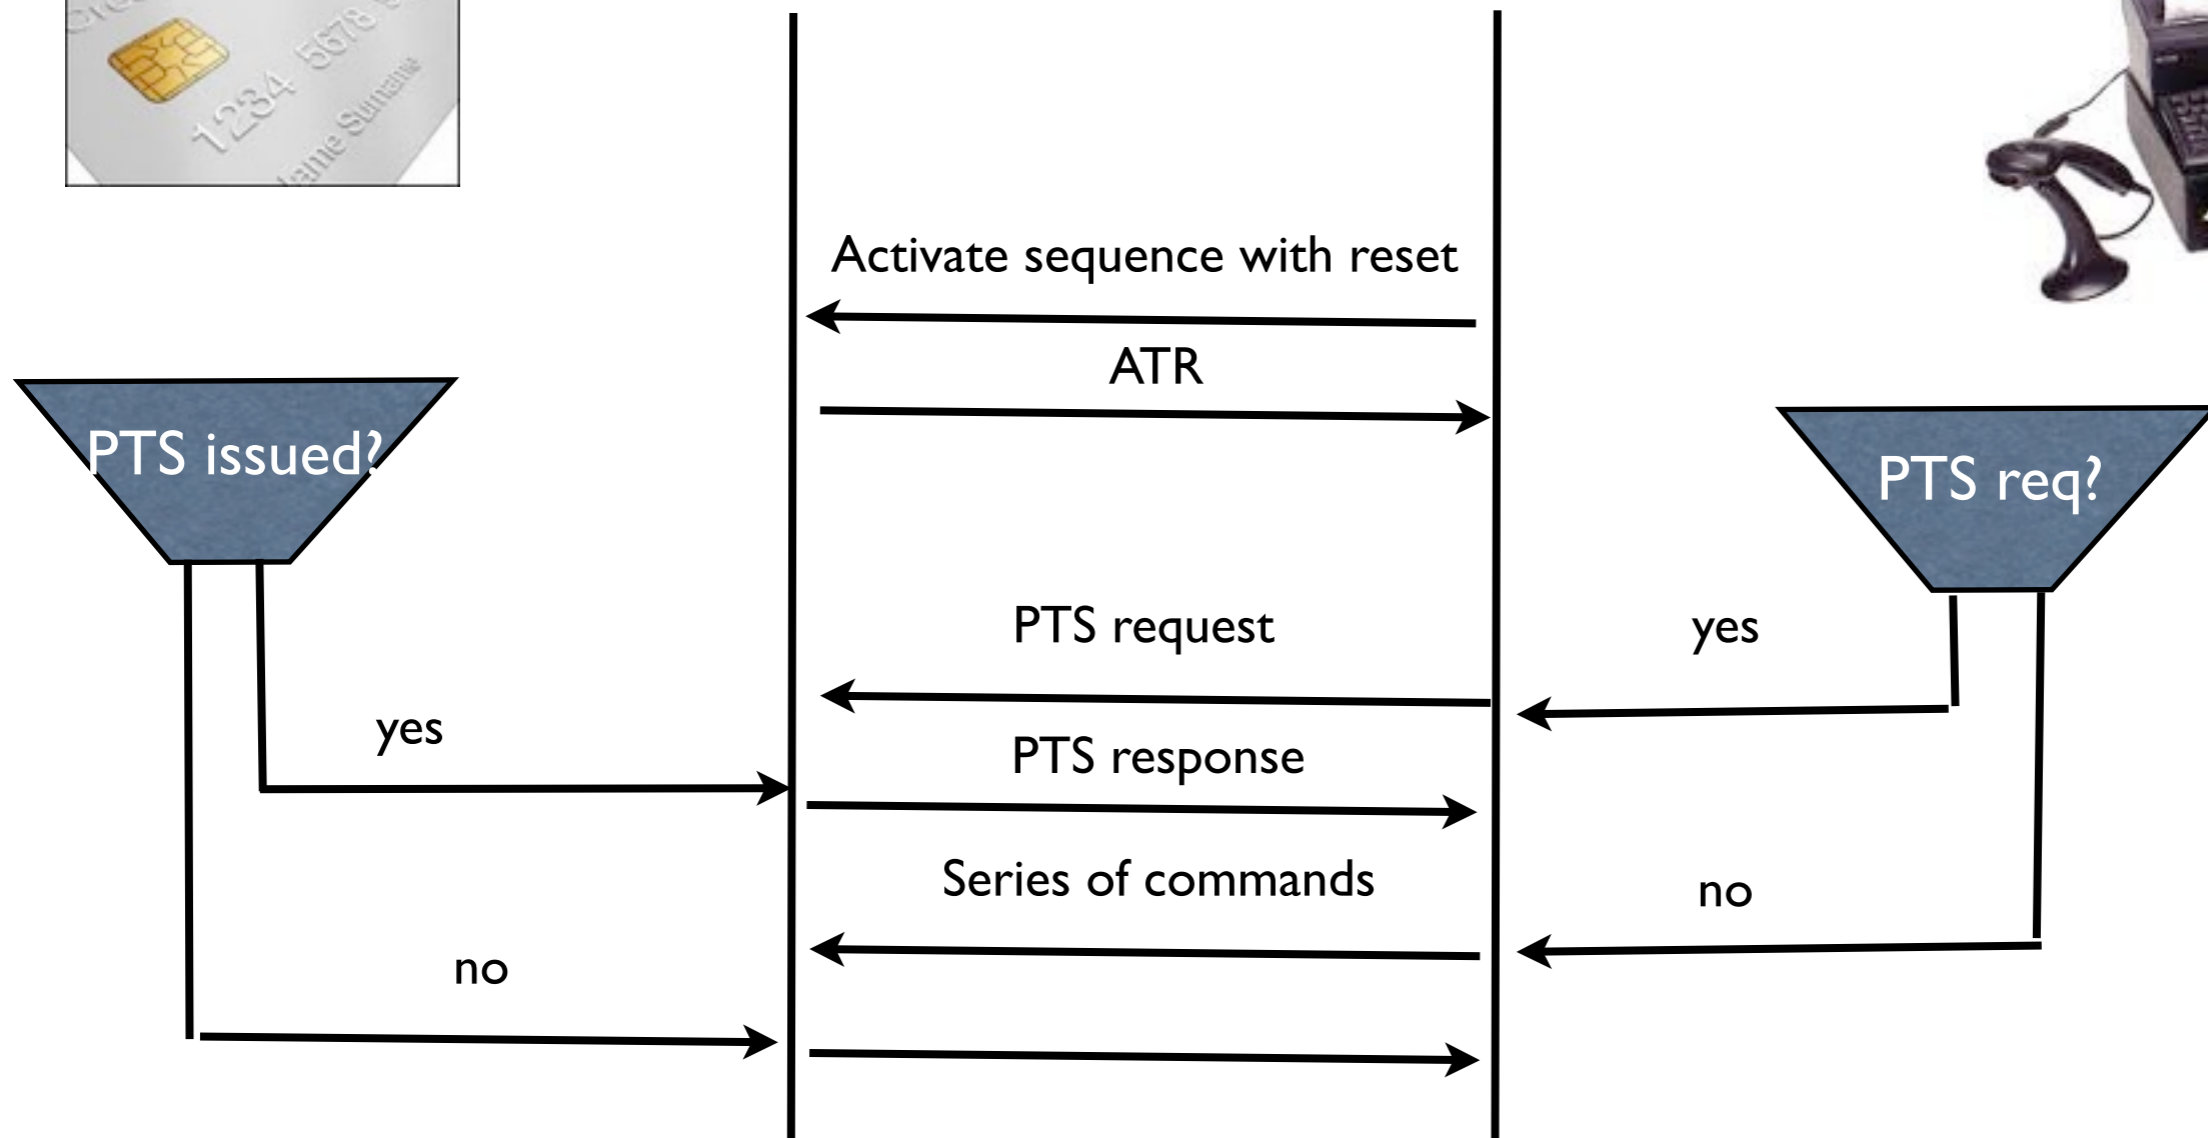 1234 5678
Name Surname
Activate sequence with reset
ATR
PTS issued?
PTS req?
PTS request
yes
yes
PTS response
Series of commands
no
no